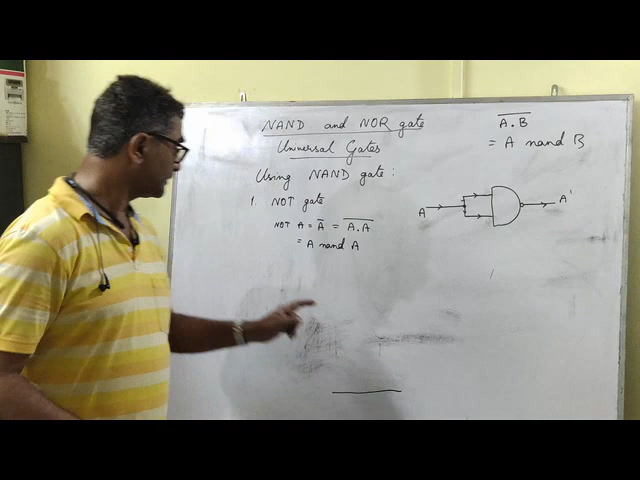 NAND and NOR gate
Universal Gates
Using NAND gate:
1. NOT gate
NOT A = A̅ = A̅.̅A̅
= A nand A
A̅.̅B̅
= A nand B
A
A'